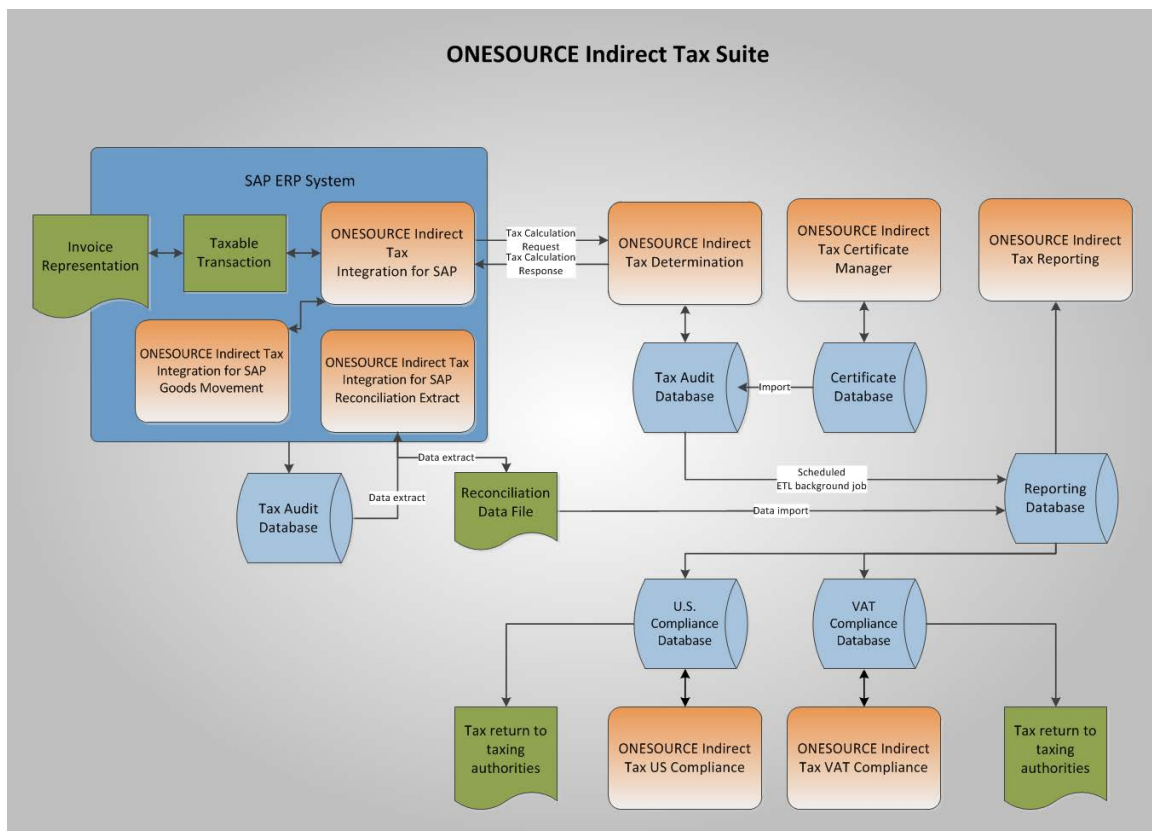 ONESOURCE Indirect Tax Suite
SAP ERP System
Invoice
Representation
Taxable
Transaction
ONESOURCE Indirect
Tax
Integration for SAP
Tax Calculation
Request
Tax Calculation
Response
ONESOURCE Indirect
Tax Determination
ONESOURCE Indirect
Tax Certificate
Manager
ONESOURCE Indirect
Tax Reporting
ONESOURCE Indirect Tax
Integration for SAP
Goods Movement
ONESOURCE Indirect Tax
Integration for SAP
Reconciliation Extract
Tax Audit
Database
Import
Certificate
Database
Data extract
Data extract
Tax Audit
Database
Reconciliation
Data File
Scheduled
ETL background job
Data import
Reporting
Database
U.S.
Compliance
Database
VAT
Compliance
Database
Tax return to
taxing
authorities
ONESOURCE Indirect
Tax US Compliance
ONESOURCE Indirect
Tax VAT Compliance
Tax return to
taxing
authorities